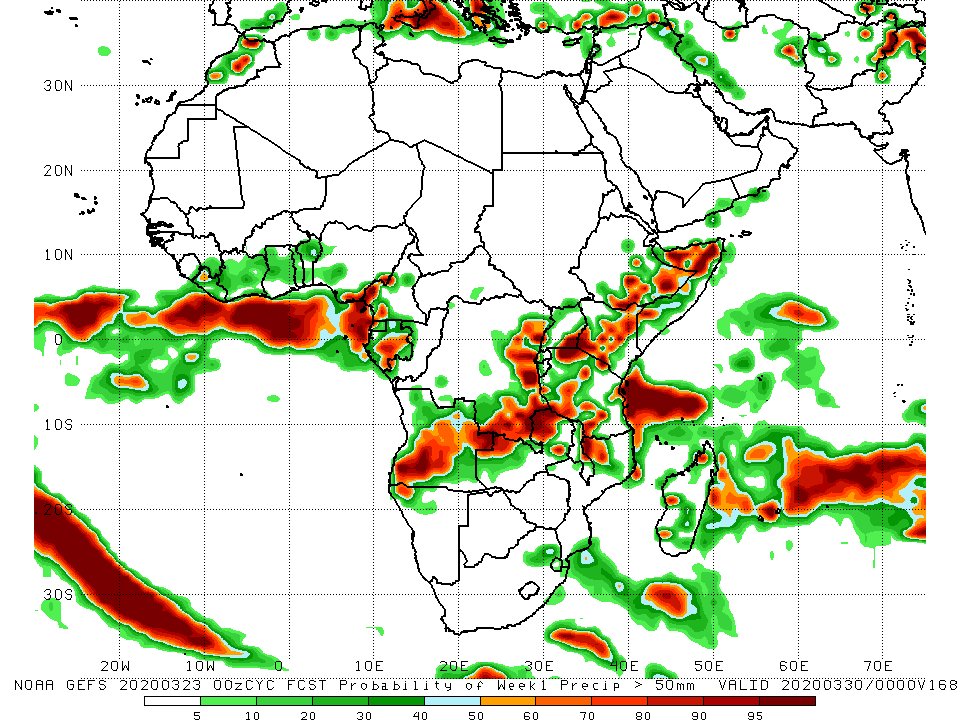 30N
20N
10N
0
10S
20S
30S
20W 10W 0 10E 20E 30E 40E 50E 60E 70E
NOAA GEFS 20200323 00zCYC FCST Probability of Week1 Precip > 50mm VALID 20200330/0000V168
5 10 20 30 40 50 60 70 80 90 95